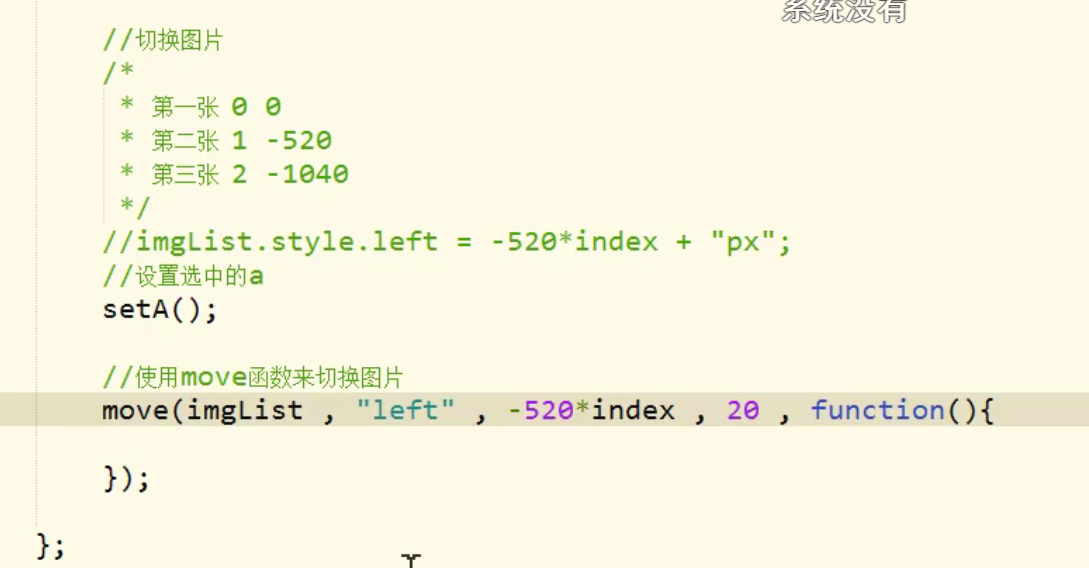 系统没有
//切换图片
/*
* 第一张 0 0
* 第二张 1 -520
* 第三张 2 -1040
*/
//imgList.style.left = -520*index + "px";
//设置选中的a
setA();
//使用move函数来切换图片
move(imgList , "left" , -520*index , 20 , function(){
});
};